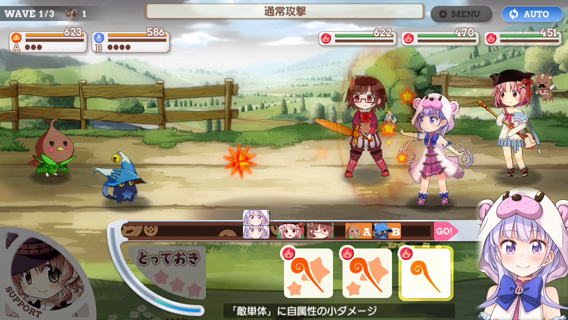 WAVE 1/3 1
通常攻撃
MENU
AUTO
623
A
586
B
622
470
451
A B GO!
とっておき
SUPPORT
「敵単体」に自属性の小ダメージ